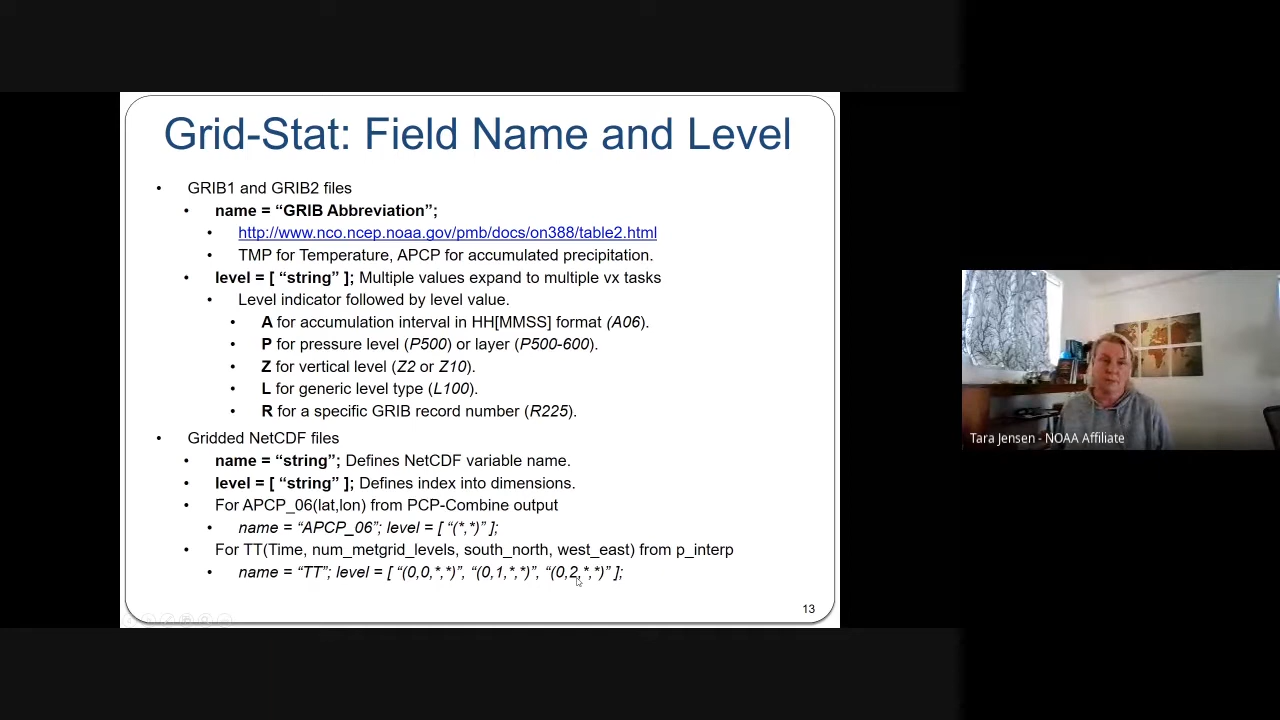 Grid-Stat: Field Name and Level
• GRIB1 and GRIB2 files
• name = “GRIB Abbreviation”;
• http://www.nco.ncep.noaa.gov/pmb/docs/on388/table2.html
• TMP for Temperature, APCP for accumulated precipitation.
• level = [ “string” ]; Multiple values expand to multiple vx tasks
• Level indicator followed by level value.
• A for accumulation interval in HH[MMSS] format (A06).
• P for pressure level (P500) or layer (P500-600).
• Z for vertical level (Z2 or Z10).
• L for generic level type (L100).
• R for a specific GRIB record number (R225).
• Gridded NetCDF files
• name = “string”; Defines NetCDF variable name.
• level = [ “string” ]; Defines index into dimensions.
• For APCP_06(lat,lon) from PCP-Combine output
• name = “APCP_06”; level = [ “(*,*)” ];
• For TT(Time, num_metgrid_levels, south_north, west_east) from p_interp
• name = “TT”; level = [ “(0,0,*,*)”, “(0,1,*,*)”, “(0,2,*,*)” ];
13
Tara Jensen - NOAA Affiliate